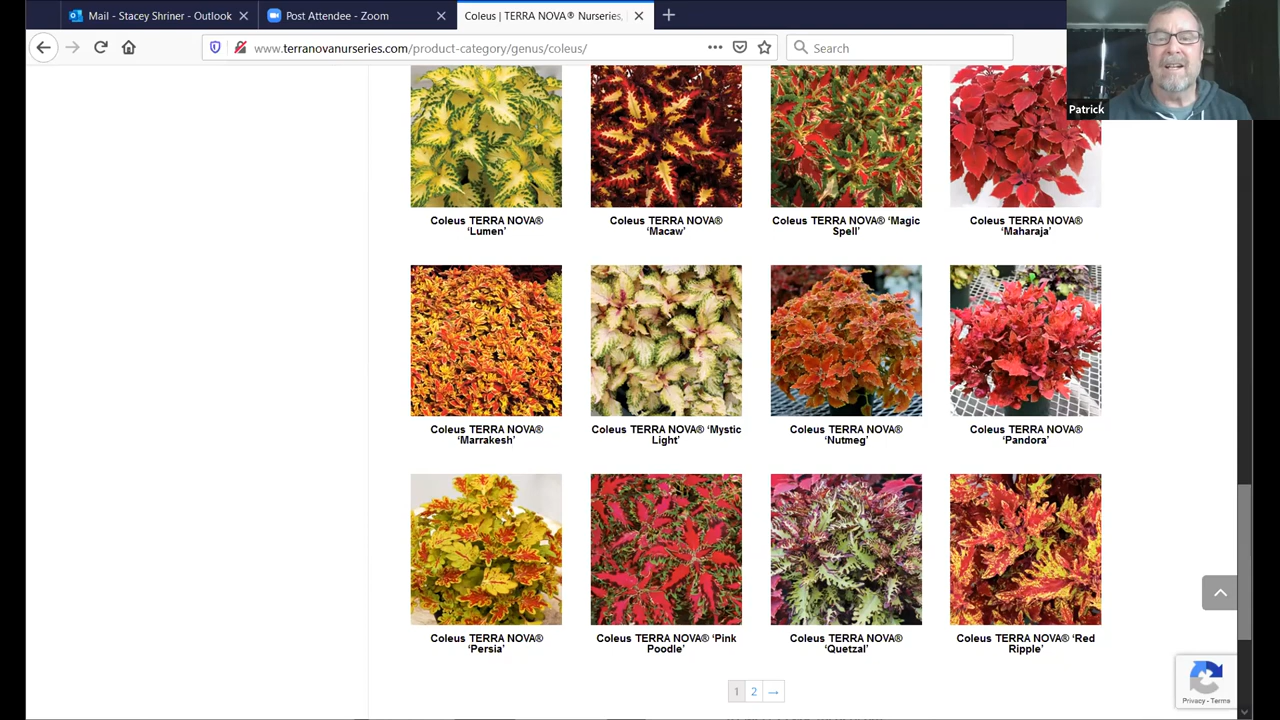 Mail - Stacey Shriner - Outlook
Post Attendee - Zoom
Coleus | TERRA NOVA® Nurseries,
www.terranovanurseries.com/product-category/genus/coleus/
Search
Patrick
Coleus TERRA NOVA®
‘Lumen’
Coleus TERRA NOVA®
‘Macaw’
Coleus TERRA NOVA® ‘Magic
Spell’
Coleus TERRA NOVA®
‘Maharaja’
Coleus TERRA NOVA®
‘Marrakesh’
Coleus TERRA NOVA® ‘Mystic
Light’
Coleus TERRA NOVA®
‘Nutmeg’
Coleus TERRA NOVA®
‘Pandora’
Coleus TERRA NOVA®
‘Persia’
Coleus TERRA NOVA® ‘Pink
Poodle’
Coleus TERRA NOVA®
‘Quetzal’
Coleus TERRA NOVA® ‘Red
Ripple’
1 2 →
Privacy - Terms